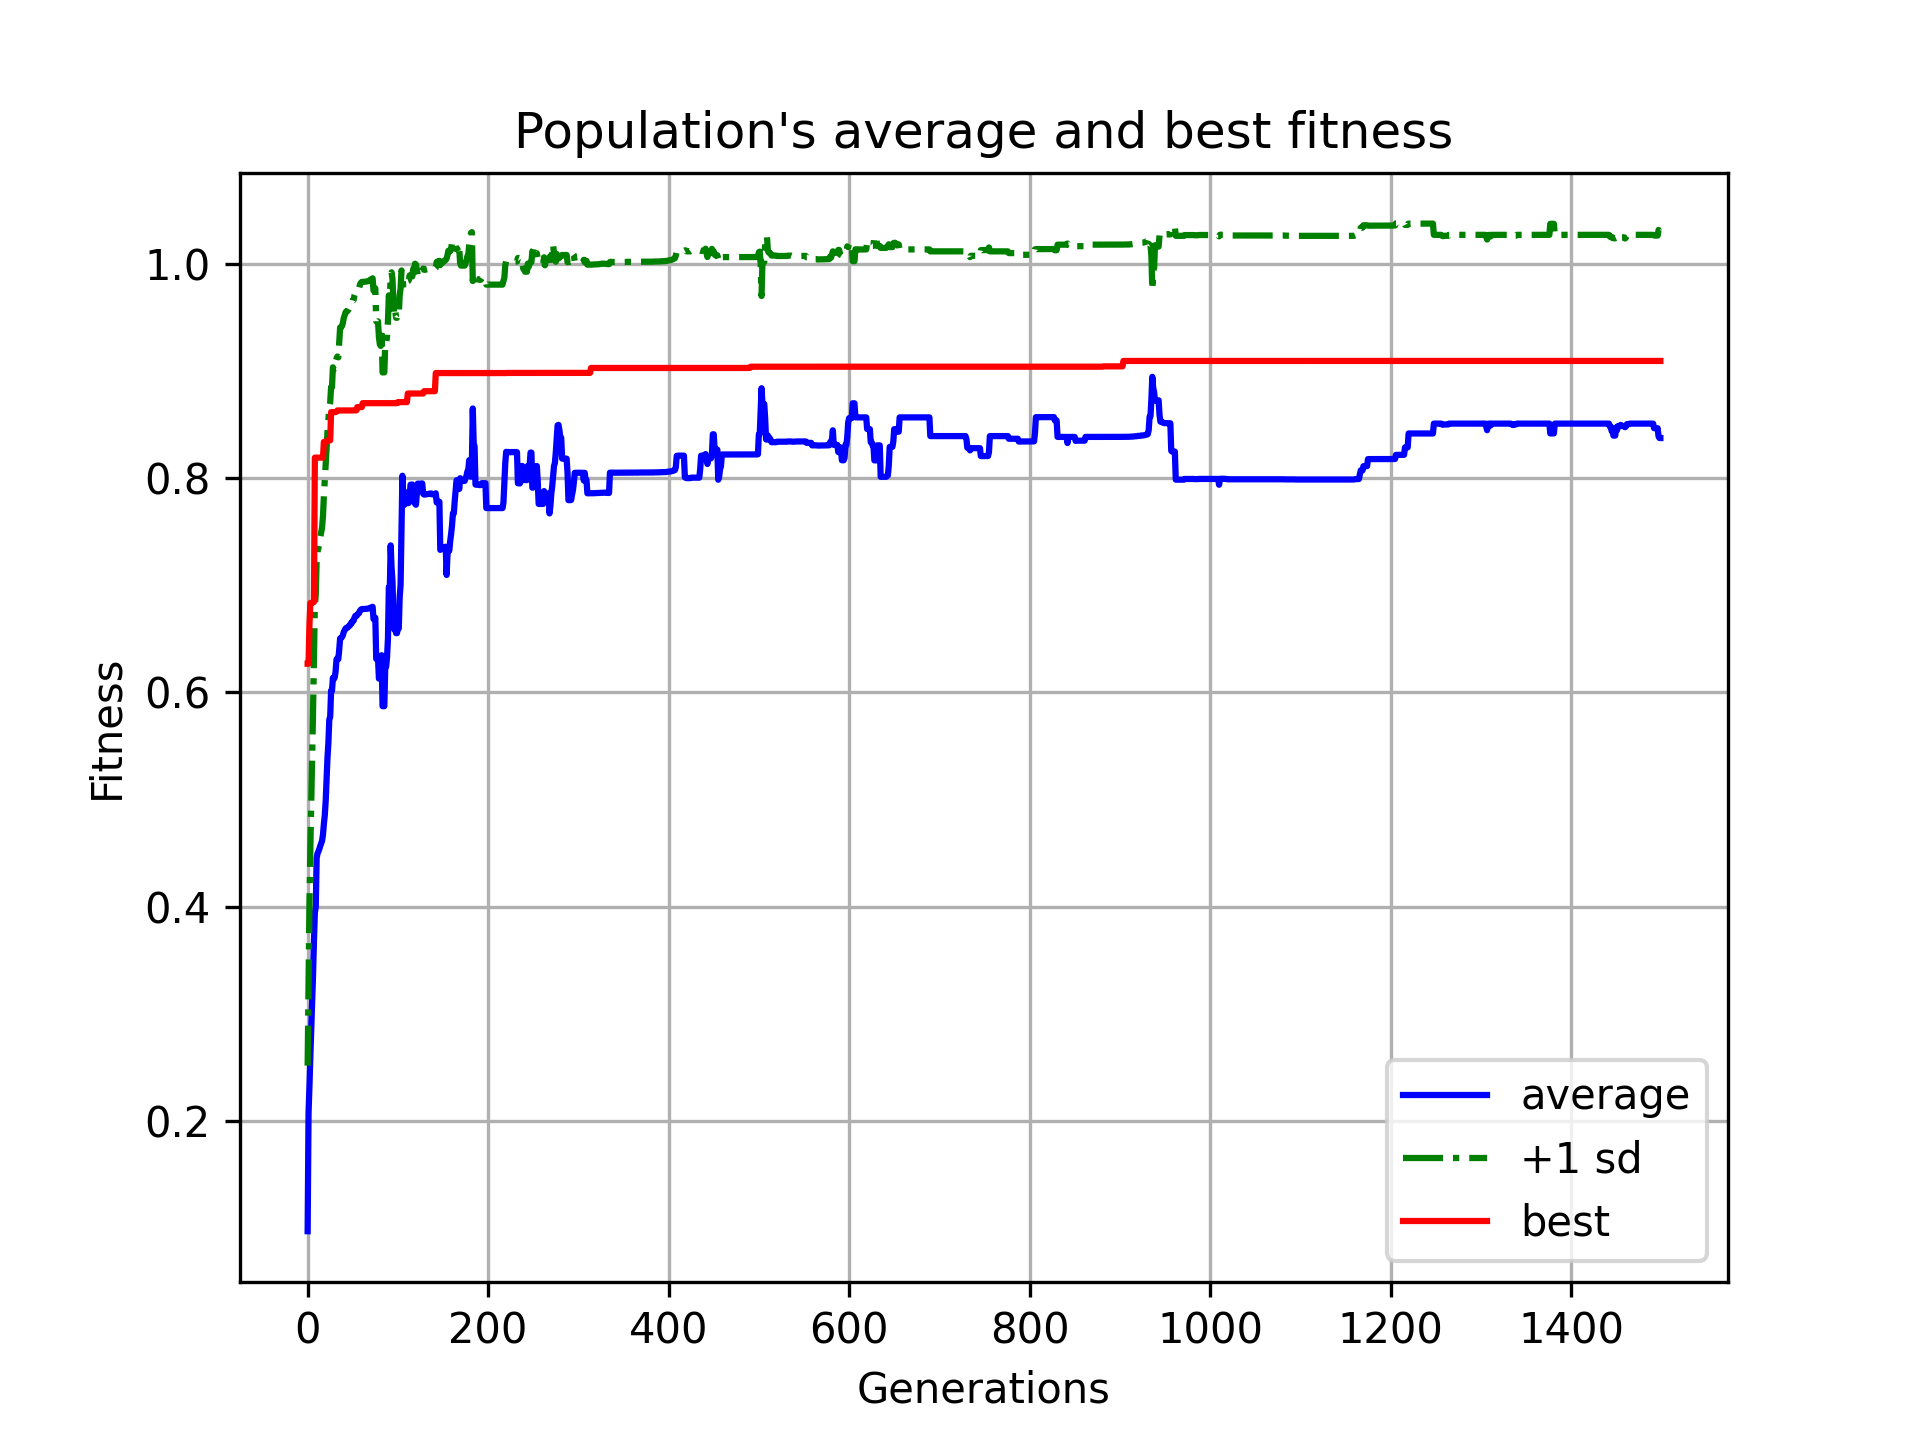 Population's average and best fitness
Fitness
1.0
0.8
0.6
0.4
0.2
0 200 400 600 800 1000 1200 1400
Generations
average
+1 sd
best